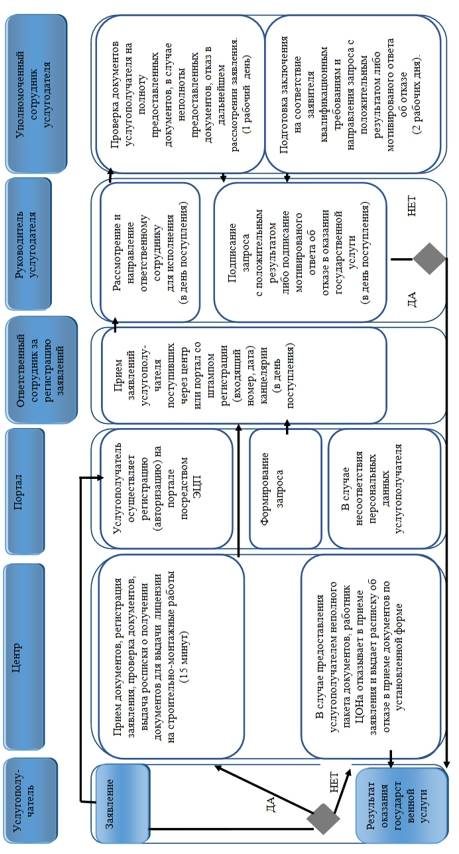 Услугополу-
чатель
Центр
Портал
Ответственный
сотрудник за
регистрацию
заявлений
Руководитель
услугодателя
Уполномоченный
сотрудник
услугодателя
Заявление
ДА
НЕТ
Результат
оказания
государст
венной
услуги
Прием документов, регистрация
заявления, проверка документов,
выдача росписки о получении
документов для выдачи лицензии
на строительно-монтажные работы
(15 минут)
В случае предоставления
услугополучателем неполного
пакета документов, работник
ЦОНа отказывает в приеме
заявления и выдает расписку об
отказе в приеме документов по
установленной форме
Услугополучатель
осуществляет
регистрацию
(авторизацию) на
портале
посредством
ЭЦП
Формирование
запроса
В случае
несоответствия
персональных
данных
услугополучателя
Прием
заявлений
услугополу-
чателя
поступивших
через центр
или портал со
штампом
регистрации
(входящий
номер, дата)
канцелярии
(в день
поступления)
Рассмотрение и
направление
ответственному
сотруднику
для исполнения
(в день поступления)
Подписание
запроса
с положительным
результатом
либо подписание
мотивированного
ответа об
отказе в оказании
государственной
услуги
(в день поступления)
ДА
НЕТ
Проверка документов
услугополучателя на
полноту
предоставленных
документов, в случае
неполноты
предоставленных
документов, отказ в
дальнейшем
рассмотрении заявления.
(1 рабочий день)
Подготовка заключения
на соответствие
заявителя
квалификационным
требованиям и
направления запроса с
положительным
результатом либо
мотивированого ответа
об отказе
(2 рабочих дня).